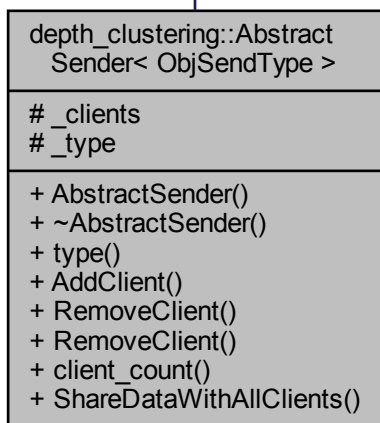 depth_clustering::Abstract
Sender< ObjSendType >
# _clients
# _type
+ AbstractSender()
+ ~AbstractSender()
+ type()
+ AddClient()
+ RemoveClient()
+ RemoveClient()
+ client_count()
+ ShareDataWithAllClients()